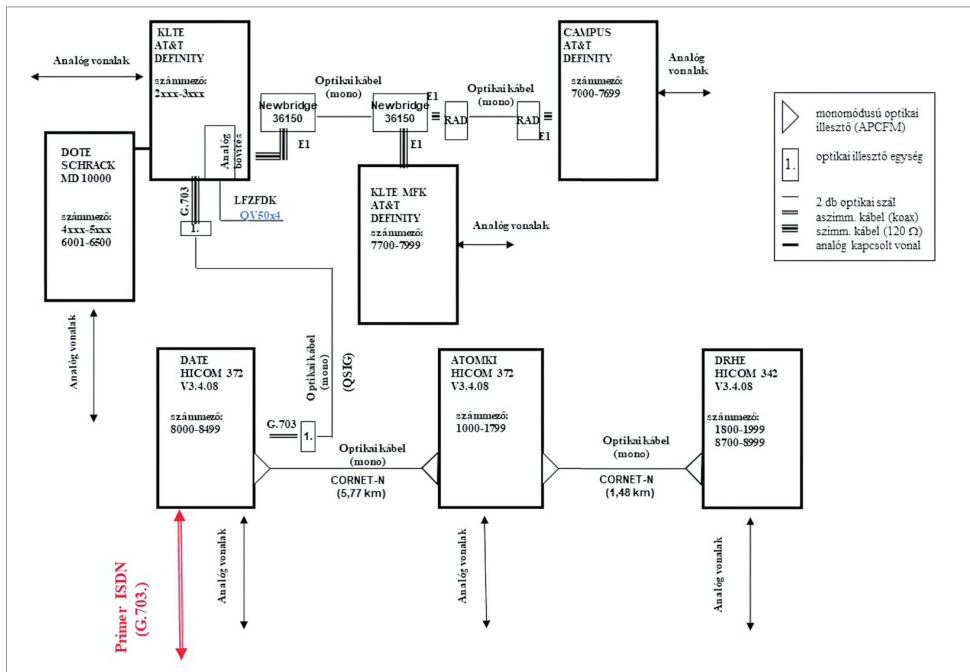 KLTE
AT&T
DEFINITY
számmező:
2xxx-3xxx
Analóg vonalak
Analóg
bővítés
Newbridge
36150
E1
Optikai kábel
(mono)
Newbridge
36150
E1
E1
RAD
Optikai kábel
(mono)
RAD
E1
CAMPUS
AT&T
DEFINITY
számmező:
7000-7699
Analóg
vonalak
monomódusú optikai
illesztő (APCFM)
1.
optikai illesztő egység
2 db optikai szál
aszimm. kábel (koax)
szimm. kábel (120 Ω)
analóg kapcsolt vonal
DOTE
SCHRACK
MD 10000
számmező:
4xxx-5xxx
6001-6500
Analóg vonalak
G.703
1.
LFZFDK
QV50x4
KLTE MFK
AT&T
DEFINITY
számmező:
7700-7999
Analóg vonalak
Optikai kábel
(mono)
(QSIG)
DATE
HICOM 372
V3.4.08
számmező:
8000-8499
G.703
1.
Optikai kábel
(mono)
CORNET-N
(5,77 km)
ATOMKI
HICOM 372
V3.4.08
számmező:
1000-1799
Optikai kábel
(mono)
CORNET-N
(1,48 km)
DRHE
HICOM 342
V3.4.08
számmező:
1800-1999
8700-8999
Primer ISDN
(G.703.)
Analóg vonalak
Analóg vonalak
Analóg vonalak